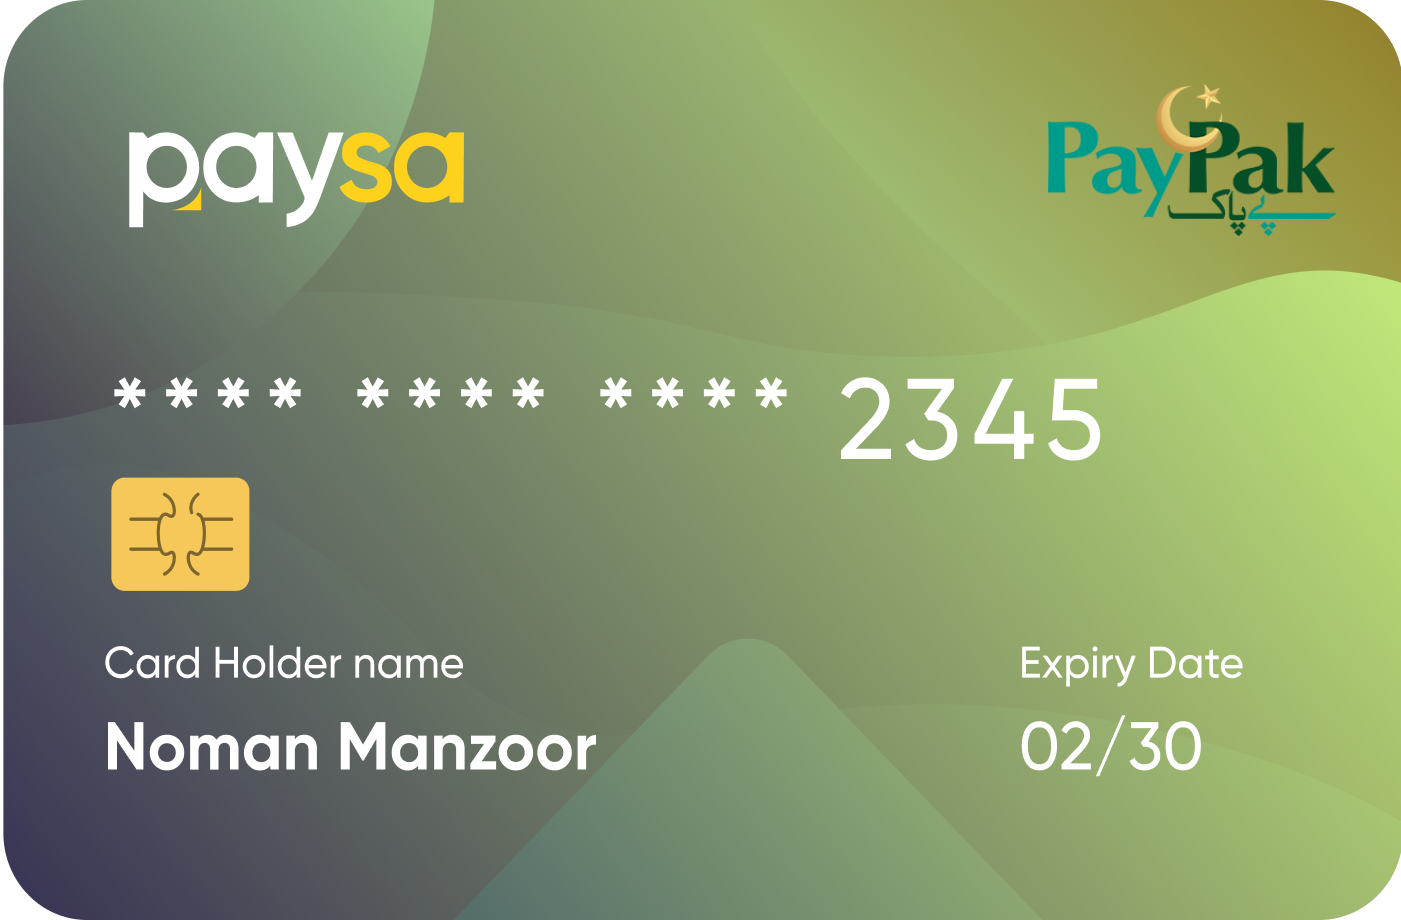 paysa
PayPak
پے پاک
**** **** **** 2345
Card Holder name
Expiry Date
Noman Manzoor
02/30